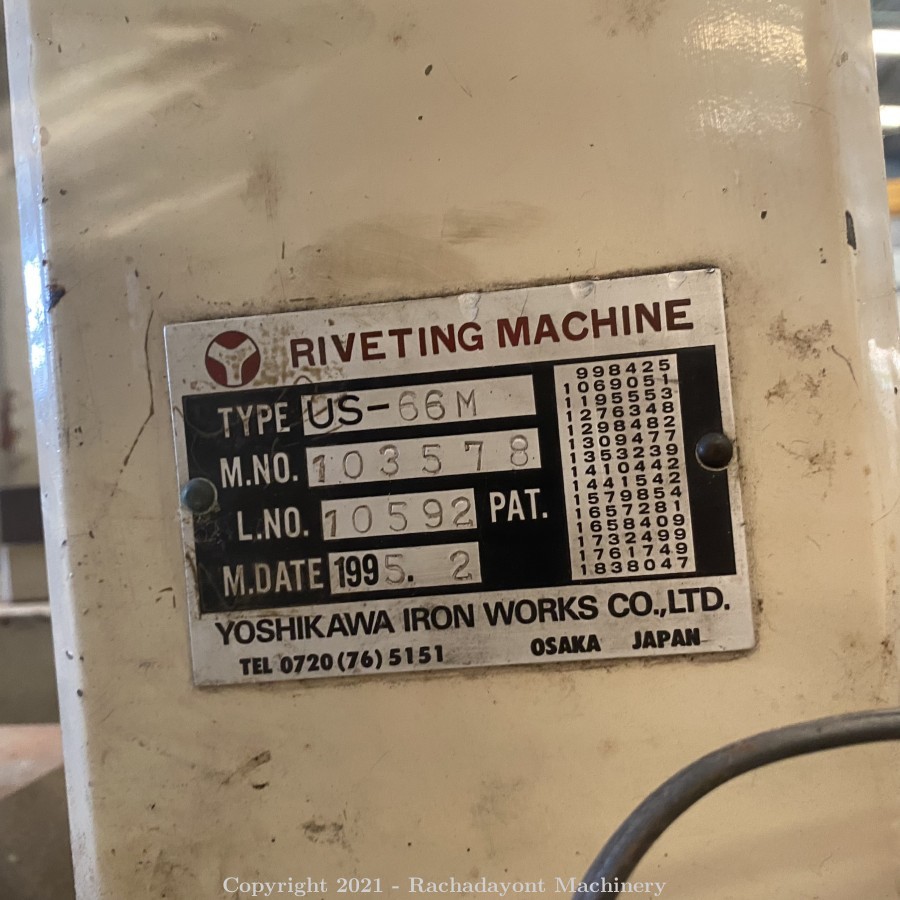 RIVETING MACHINE
TYPE US-66M
M.NO. 103578
L.NO. 10592
M.DATE 1995. 2
PAT.
998425
1069051
1195553
1276348
1298482
1309477
1353239
1410442
1441542
1579854
1657281
1658409
1732499
1761749
1838047
YOSHIKAWA IRON WORKS CO.,LTD.
TEL 0720(76)5151 OSAKA JAPAN
Copyright 2021 - Rachadayont Machinery